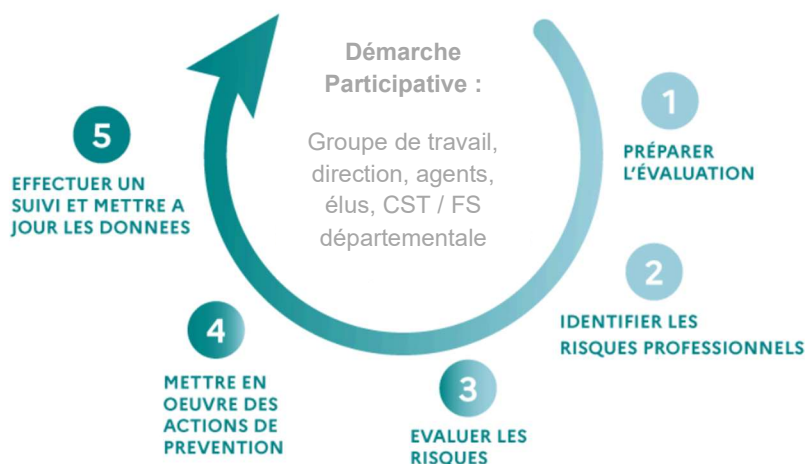 Démarche
Participative :
Groupe de travail,
direction, agents,
élus, CST / FS
départementale
1
PRÉPARER
L'ÉVALUATION
2
IDENTIFIER LES
RISQUES PROFESSIONNELS
3
EVALUER LES
RISQUES
4
METTRE EN
OEUVRE DES
ACTIONS DE
PREVENTION
5
EFFECTUER UN
SUIVI ET METTRE A
JOUR LES DONNEES